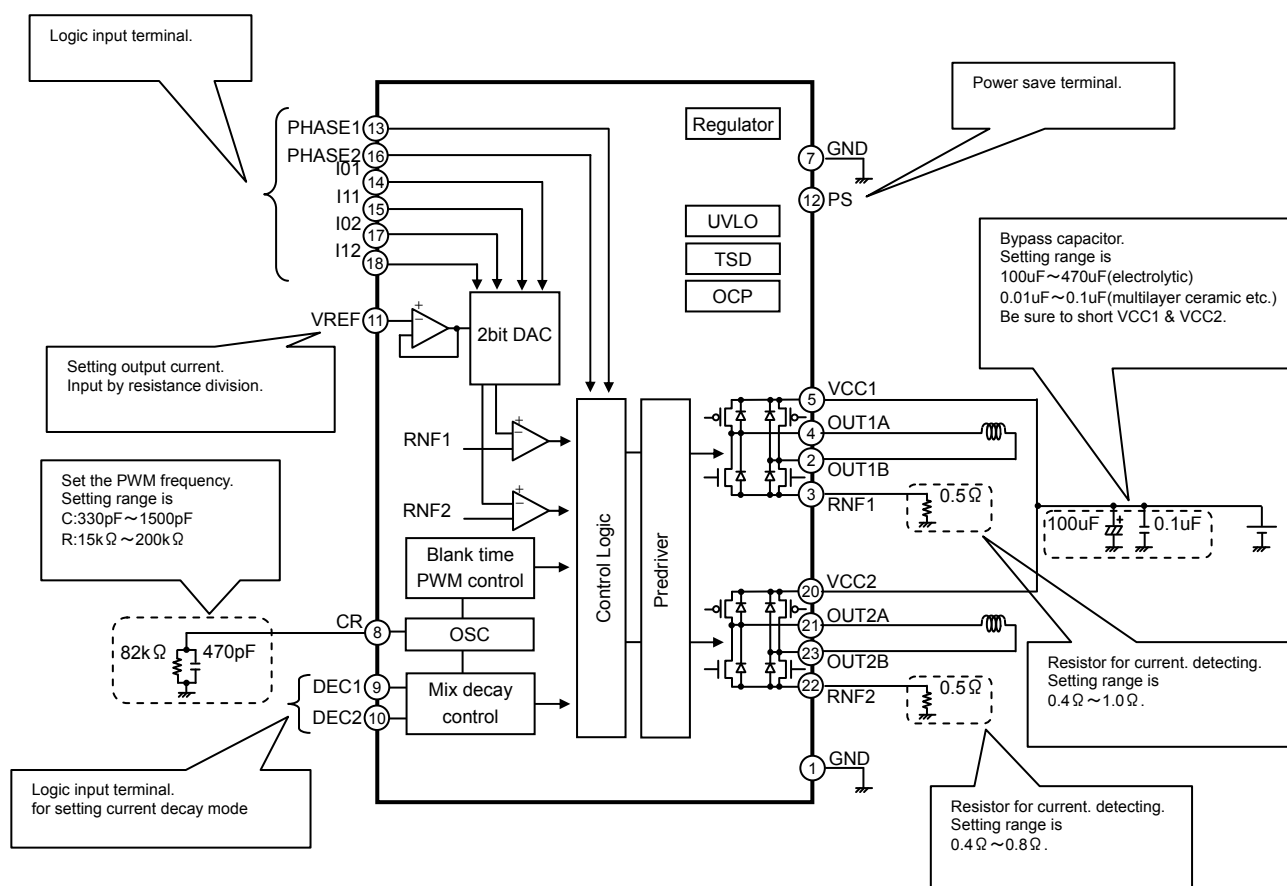 Logic input terminal.
Power save terminal.
PHASE1 13
PHASE2 16
I01 14
I11 15
I02 17
I12 18
VREF 11
Regulator
7 GND
12 PS
UVLO
TSD
OCP
Bypass capacitor.
Setting range is
100uF～470uF(electrolytic)
0.01uF～0.1uF(multilayer ceramic etc.)
Be sure to short VCC1 & VCC2.
+
−
2bit DAC
Setting output current.
Input by resistance division.
RNF1
+
−
RNF2
+
−
Control Logic
Predriver
5 VCC1
4 OUT1A
2 OUT1B
3 RNF1
0.5Ω
100uF
+
0.1uF
Set the PWM frequency.
Setting range is
C:330pF～1500pF
R:15kΩ～200kΩ
Blank time
PWM control
CR 8
OSC
82kΩ
470pF
DEC1 9
DEC2 10
Mix decay
control
20 VCC2
21 OUT2A
23 OUT2B
22 RNF2
0.5Ω
1 GND
Resistor for current. detecting.
Setting range is
0.4Ω～1.0Ω.
Logic input terminal.
for setting current decay mode
Resistor for current. detecting.
Setting range is
0.4Ω～0.8Ω.